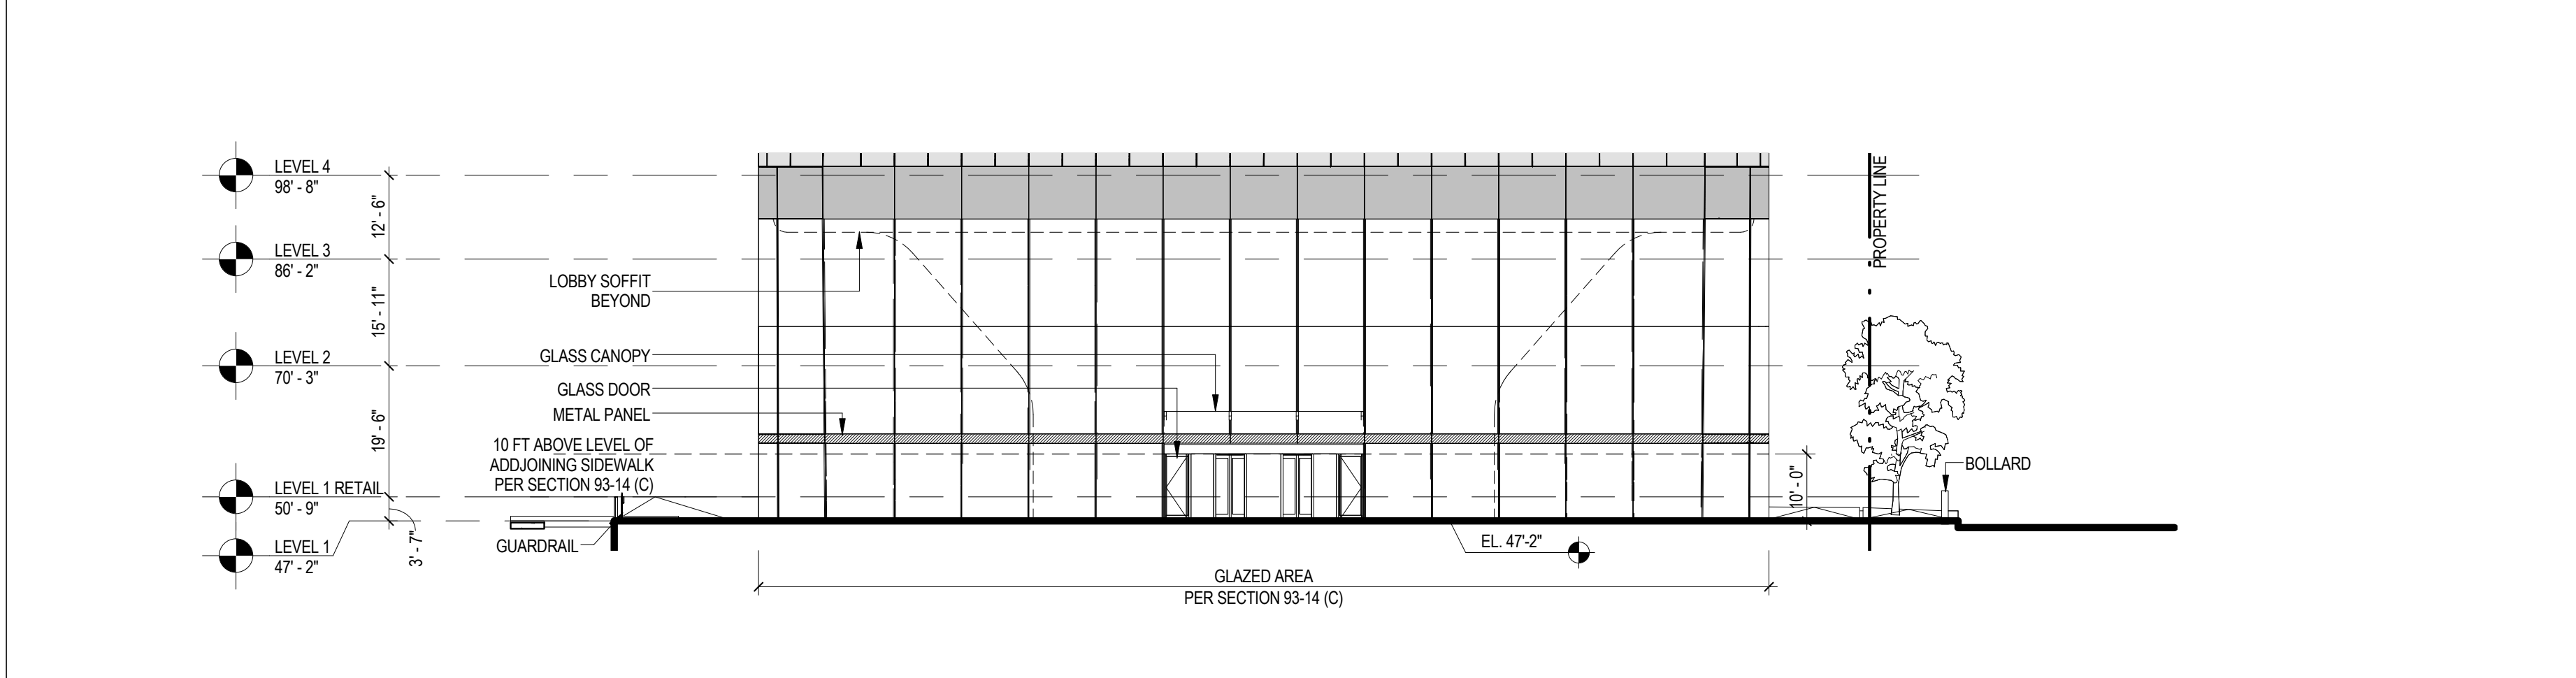 LEVEL 4
98' - 8"
12' - 6"
LEVEL 3
86' - 2"
15' - 11"
LEVEL 2
70' - 3"
19' - 6"
LEVEL 1 RETAIL
50' - 9"
LEVEL 1
47' - 2"
3' - 7"
LOBBY SOFFIT
BEYOND
GLASS CANOPY
GLASS DOOR
METAL PANEL
10 FT ABOVE LEVEL OF
ADDJOINING SIDEWALK
PER SECTION 93-14 (C)
GUARDRAIL
EL. 47'-2"
GLAZED AREA
PER SECTION 93-14 (C)
10' - 0"
PROPERTY LINE
BOLLARD